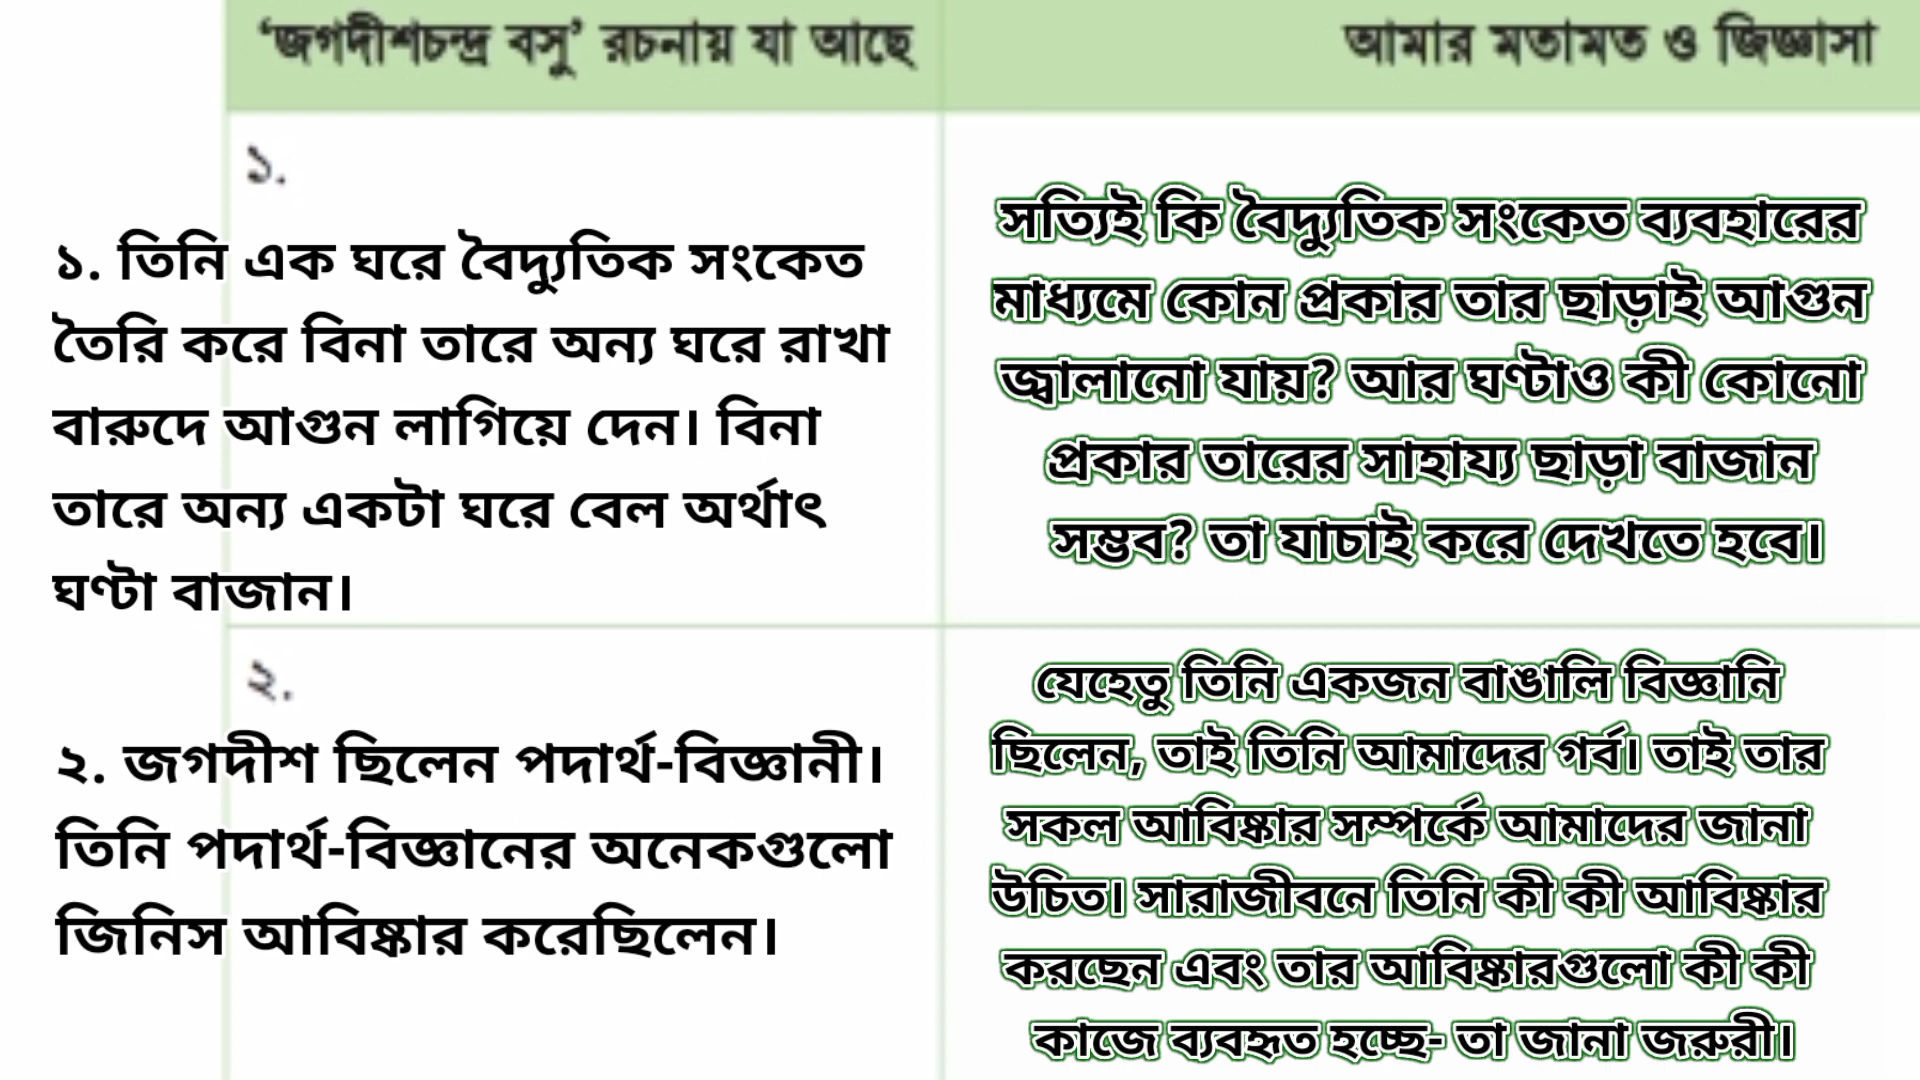 ‘জগদীশচন্দ্র বসু’ রচনায় যা আছে
আমার মতামত ও জিজ্ঞাসা
১.
১. তিনি এক ঘরে বৈদ্যুতিক সংকেত
তৈরি করে বিনা তারে অন্য ঘরে রাখা
বারুদে আগুন লাগিয়ে দেন। বিনা
তারে অন্য একটা ঘরে বেল অর্থাৎ
ঘণ্টা বাজান।
সত্যিই কি বৈদ্যুতিক সংকেত ব্যবহারের
মাধ্যমে কোন প্রকার তার ছাড়াই আগুন
জ্বালানো যায়? আর ঘণ্টাও কী কোনো
প্রকার তারের সাহায্য ছাড়া বাজান
সম্ভব? তা যাচাই করে দেখতে হবে।
২.
২. জগদীশ ছিলেন পদার্থ-বিজ্ঞানী।
তিনি পদার্থ-বিজ্ঞানের অনেকগুলো
জিনিস আবিষ্কার করেছিলেন।
যেহেতু তিনি একজন বাঙালি বিজ্ঞানি
ছিলেন, তাই তিনি আমাদের গর্ব। তাই তার
সকল আবিষ্কার সম্পর্কে আমাদের জানা
উচিত। সারাজীবনে তিনি কী কী আবিষ্কার
করছেন এবং তার আবিষ্কারগুলো কী কী
কাজে ব্যবহৃত হচ্ছে- তা জানা জরুরী।